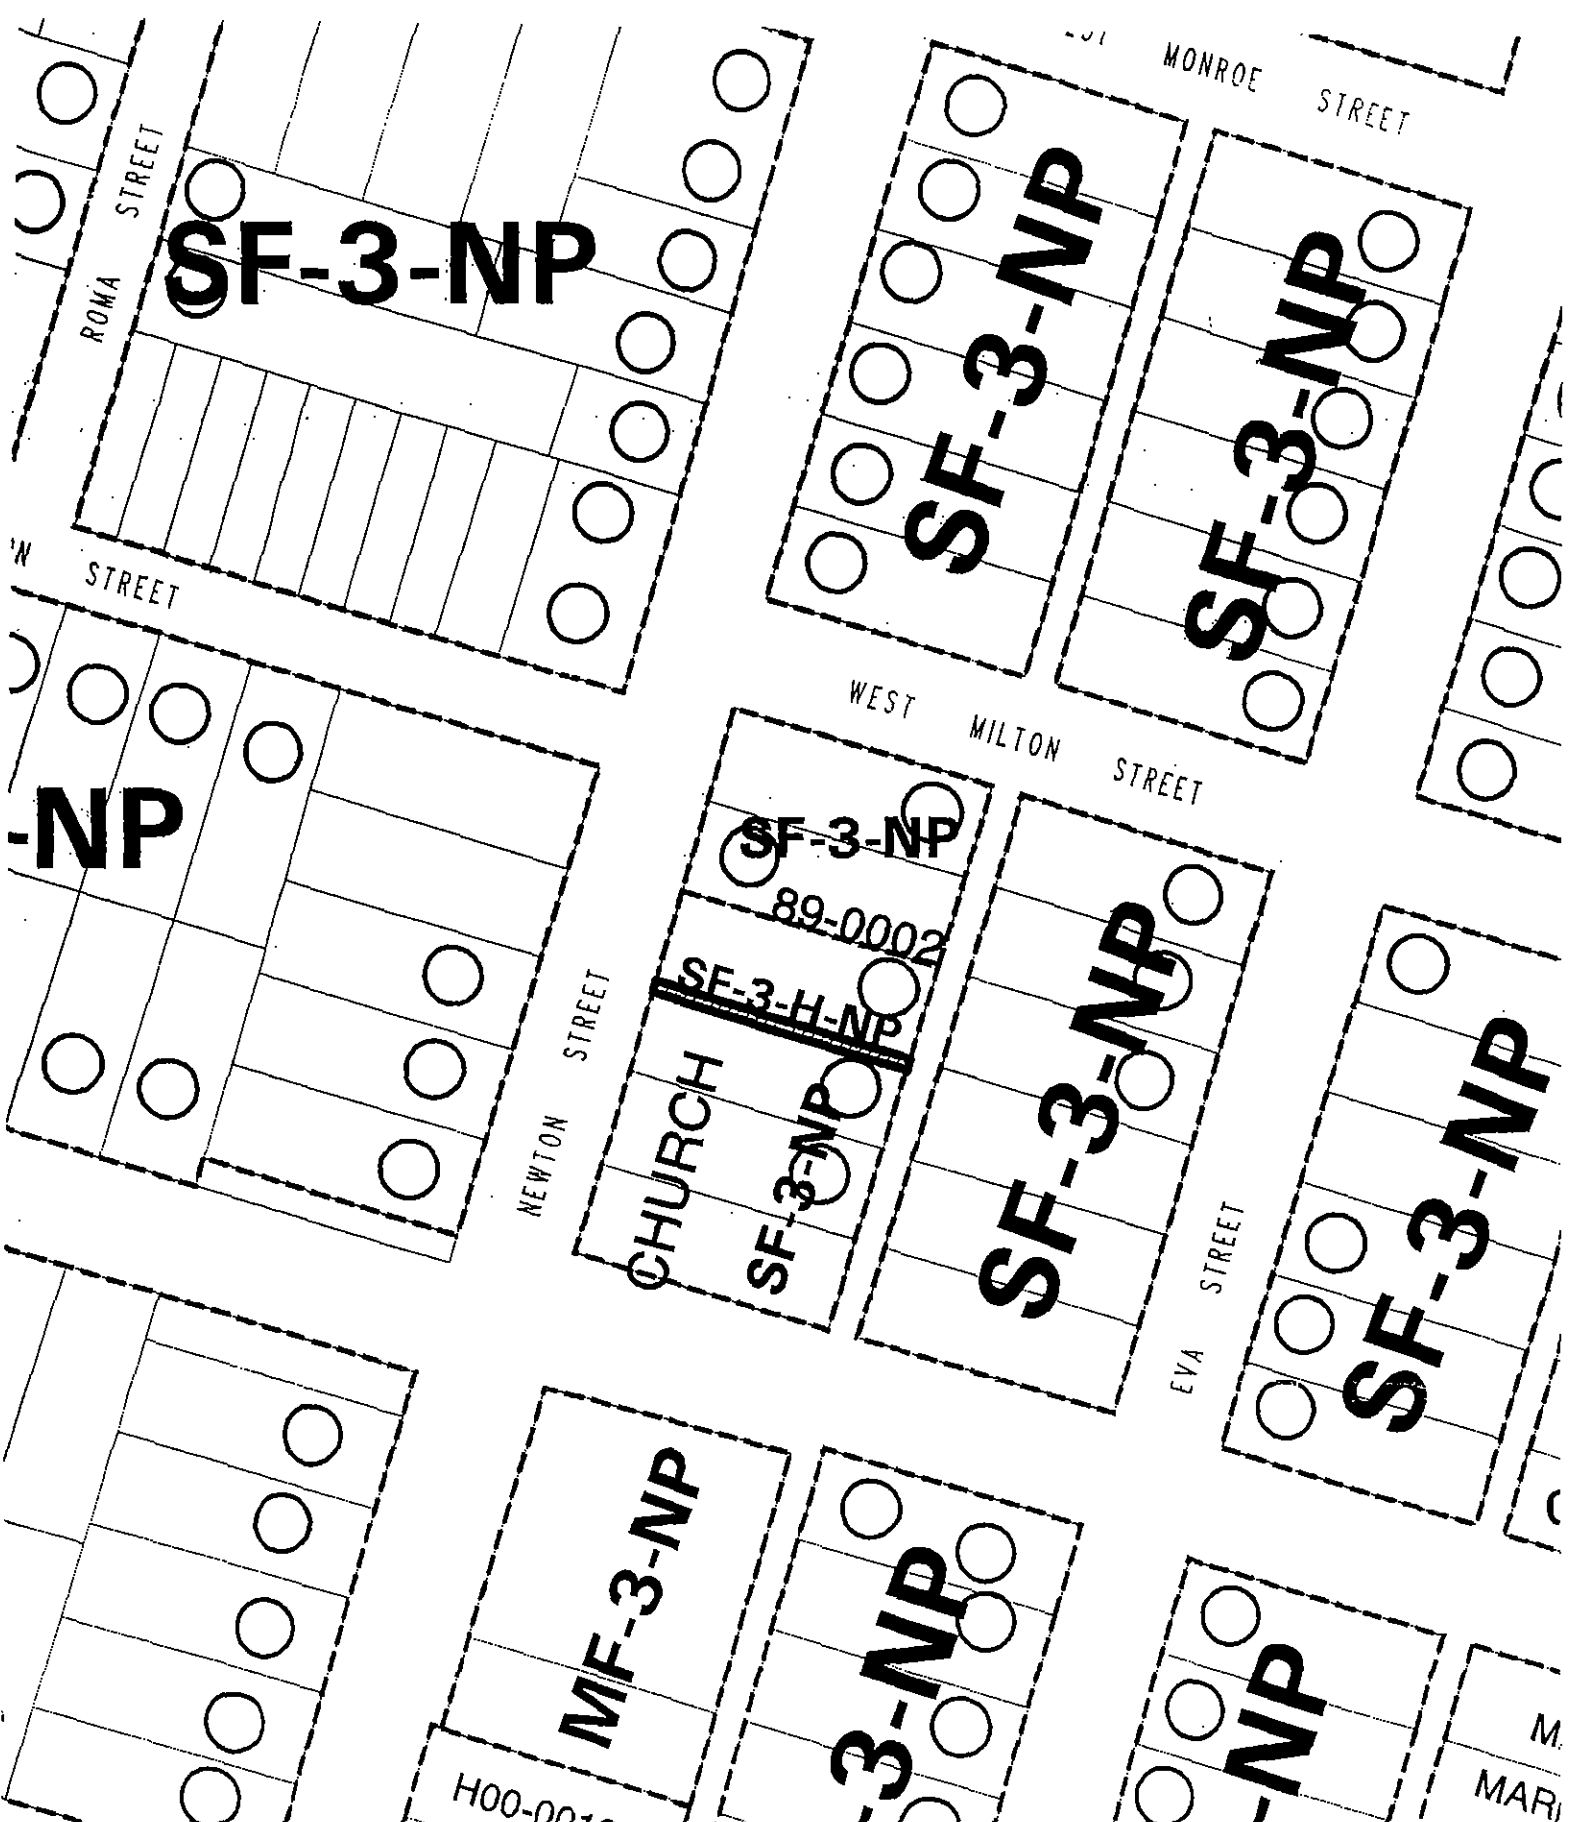 MONROE STREET
ROMA STREET
SF-3-NP
SF-3-NP
SF-3-NP
STREET
WEST MILTON STREET
-NP
SF-3-NP
89-0002
SF-3-H-NP
CHURCH
SF-3-NP
SF-3-NP
SF-3-NP
NEWTON STREET
EVA STREET
MF-3-NP
3-NP
-NP
H00-001